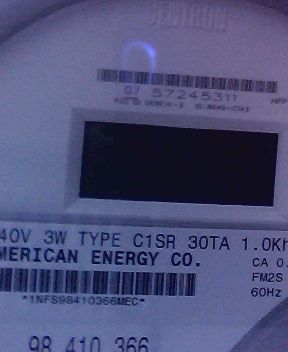 CENTRON
07 57245311
40V 3W TYPE C1SR 30TA 1.0Kh
MERICAN ENERGY CO.
CA 0.
FM2S
60Hz
*1NFS98410366MEC*
98 410 366